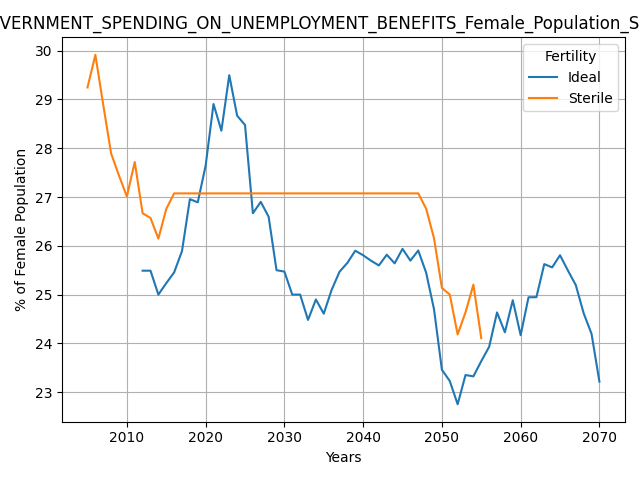 VERNMENT_SPENDING_ON_UNEMPLOYMENT_BENEFITS_Female_Population_S
Fertility
Ideal
Sterile
% of Female Population
30
29
28
27
26
25
24
23
2010 2020 2030 2040 2050 2060 2070
Years